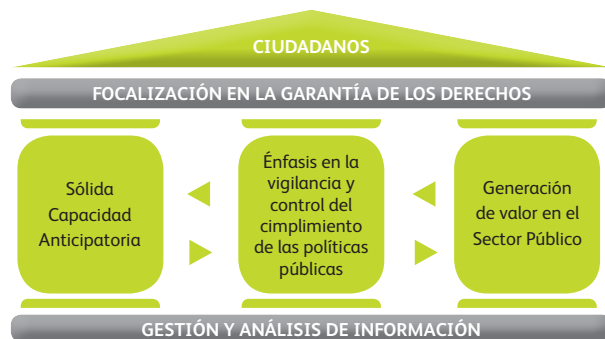 CIUDADANOS
FOCALIZACIÓN EN LA GARANTÍA DE LOS DERECHOS
Sólida
Capacidad
Anticipatoria
Énfasis en la
vigilancia y
control del
cimplimiento
de las políticas
públicas
Generación
de valor en el
Sector Público
GESTIÓN Y ANÁLISIS DE INFORMACIÓN